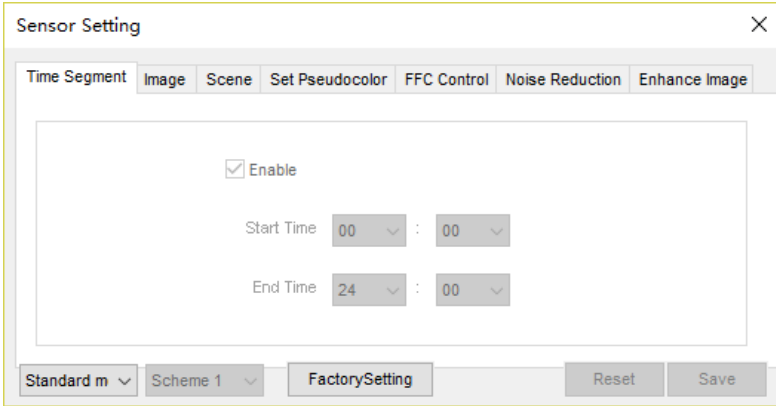 Sensor Setting
Time Segment Image Scene Set Pseudocolor FFC Control Noise Reduction Enhance Image
Enable
Start Time 00 : 00
End Time 24 : 00
Standard m Scheme 1 FactorySetting Reset Save